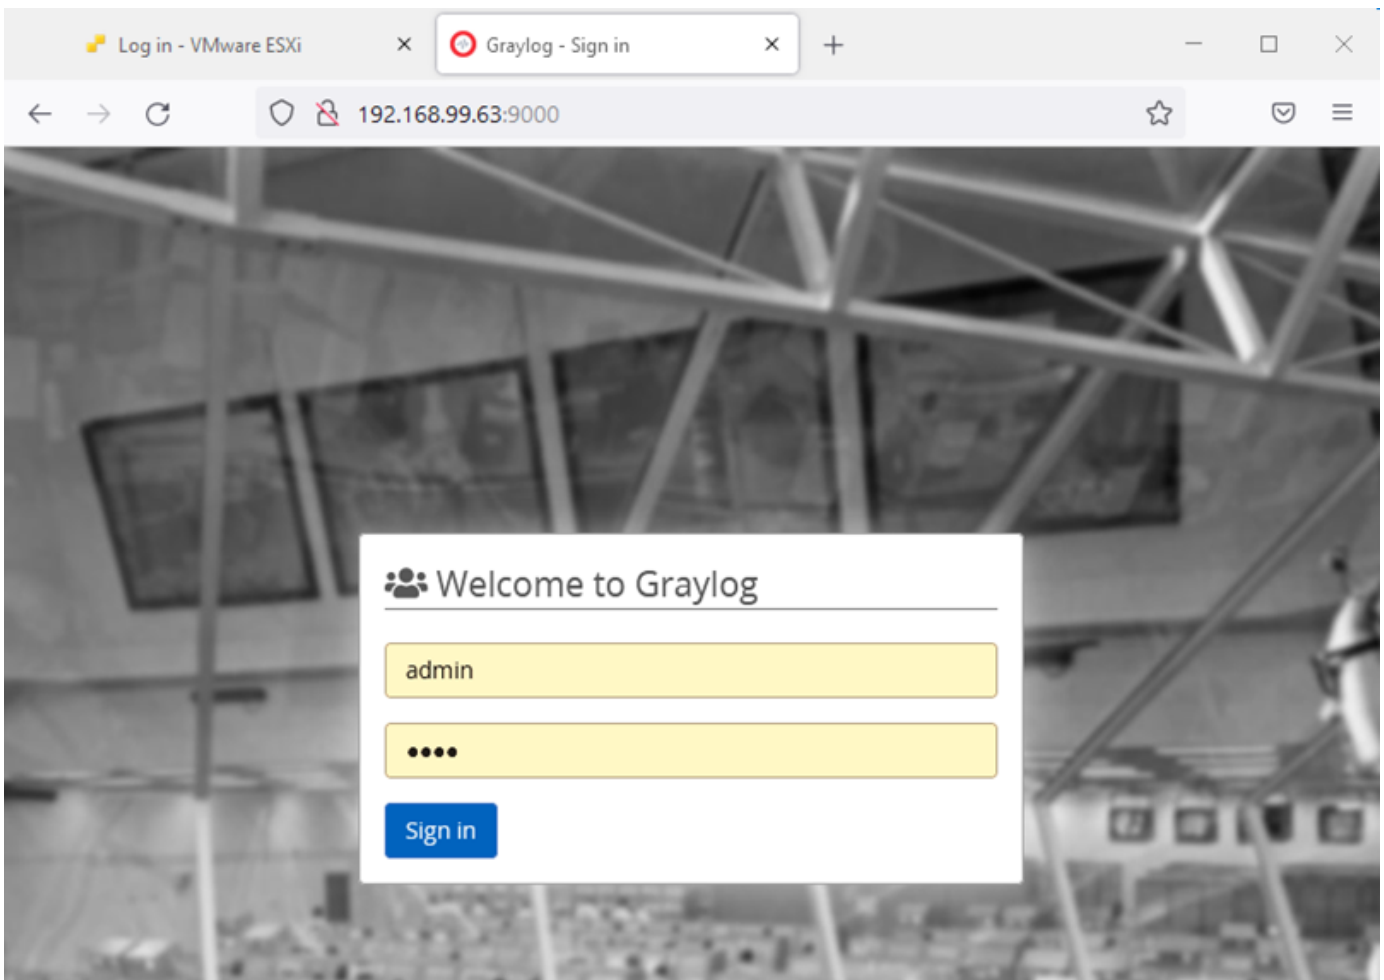 Log in - VMware ESXi
Graylog - Sign in
192.168.99.63:9000
Welcome to Graylog
admin
••••
Sign in